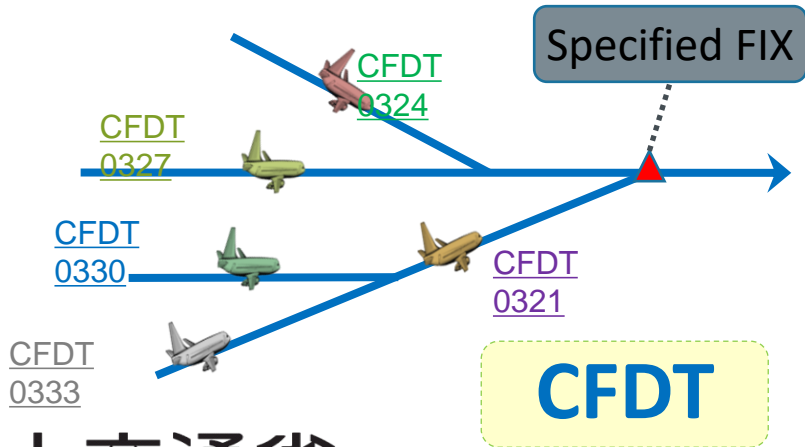 Specified FIX
CFDT
0324
CFDT
0327
CFDT
0330
CFDT
0321
CFDT
0333
CFDT